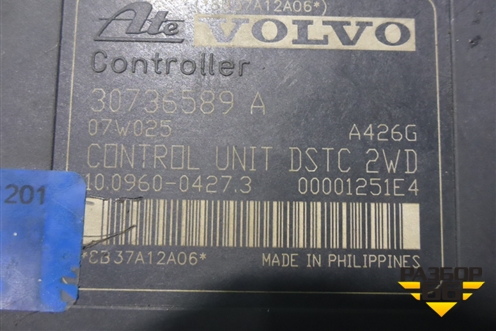 37A12A06*)
Ate VOLVO
Controller
30736589 A
07W025 A426G
CONTROL UNIT DSTC 2WD
10.0960-0427.3 00001251E4
201
*CB37A12A06* MADE IN PHILIPPINES
РАЗБОР